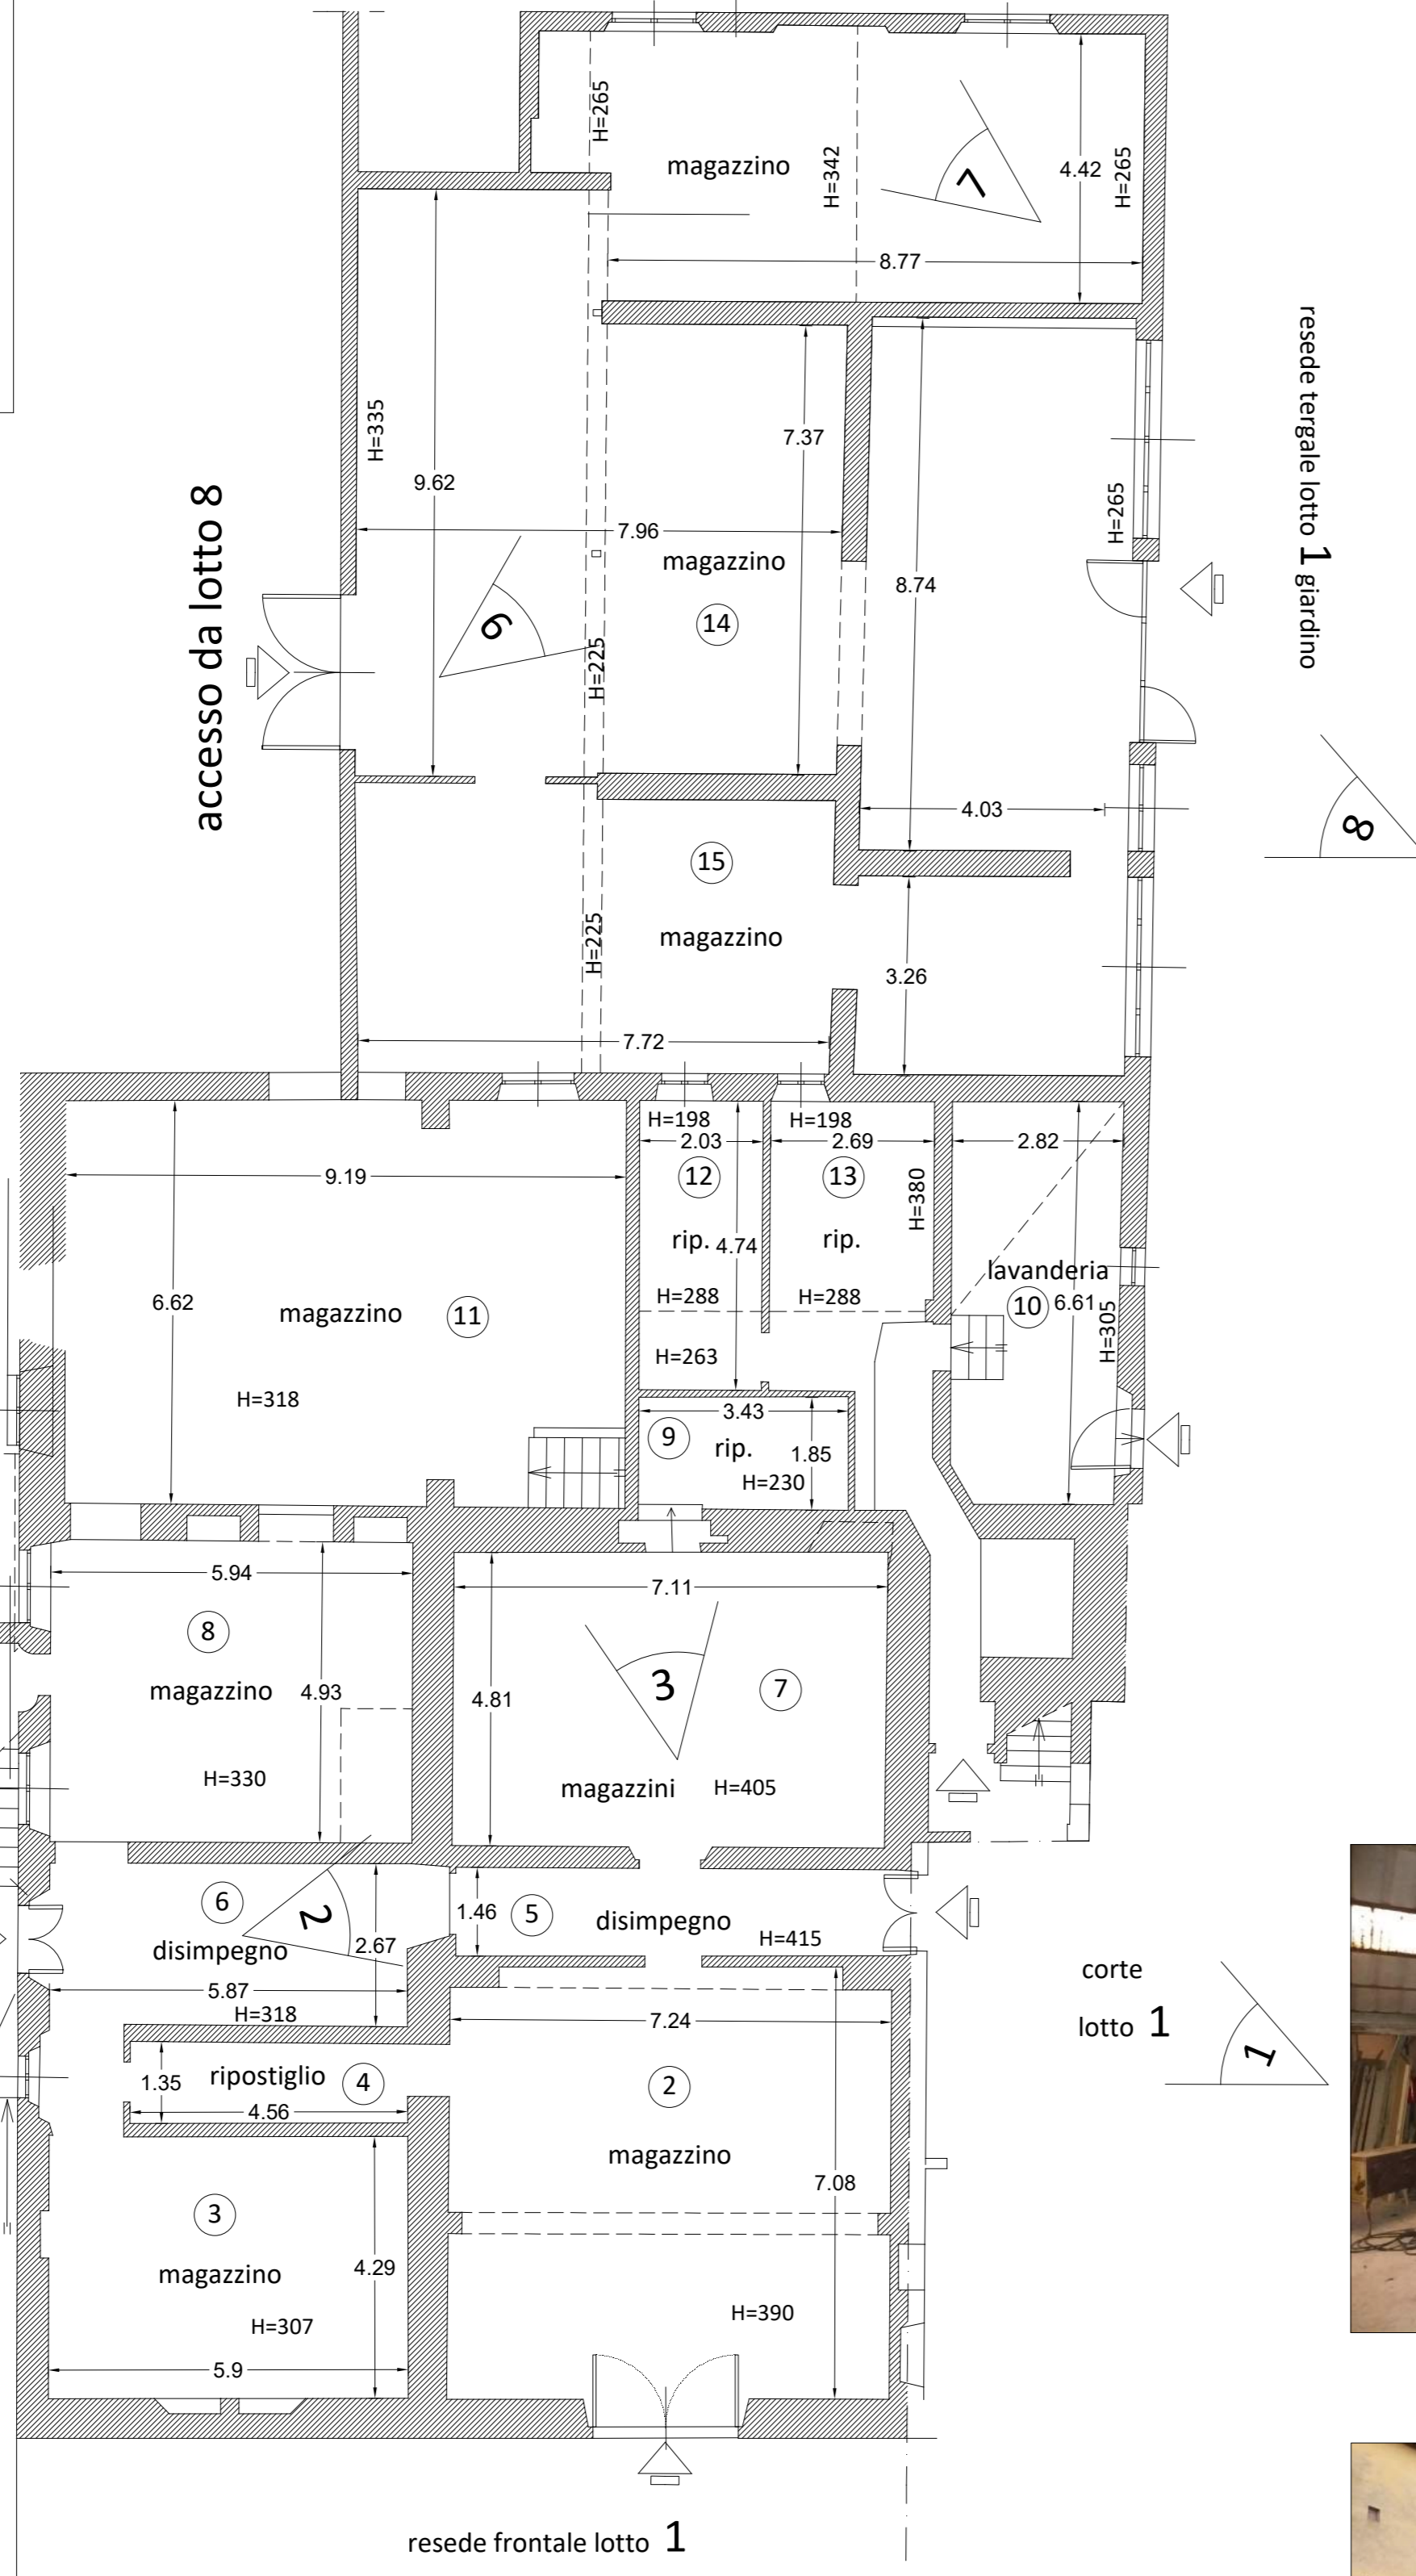 H=265
magazzino
H=342
7
4.42
H=265
8.77
resede tergale lotto 1 giardino
H=335
7.37
9.62
H=265
7.96
magazzino
8.74
accesso da lotto 8
14
6
H=225
4.03
8
15
H=225
magazzino
3.26
7.72
H=198
H=198
2.03
2.69
2.82
9.19
12
13
H=380
rip.
4.74
rip.
lavanderia
6.62
magazzino
11
H=288
H=288
10
6.61
H=305
H=263
H=318
3.43
9
rip.
1.85
H=230
5.94
7.11
8
3
7
magazzino
4.93
4.81
H=330
magazzini
H=405
6
2
1.46
5
disimpegno
disimpegno
2.67
H=415
5.87
H=318
corte
lotto 1
1
7.24
ripostiglio
4
1.35
4.56
2
magazzino
7.08
3
magazzino
4.29
H=307
H=390
5.9
resede frontale lotto 1